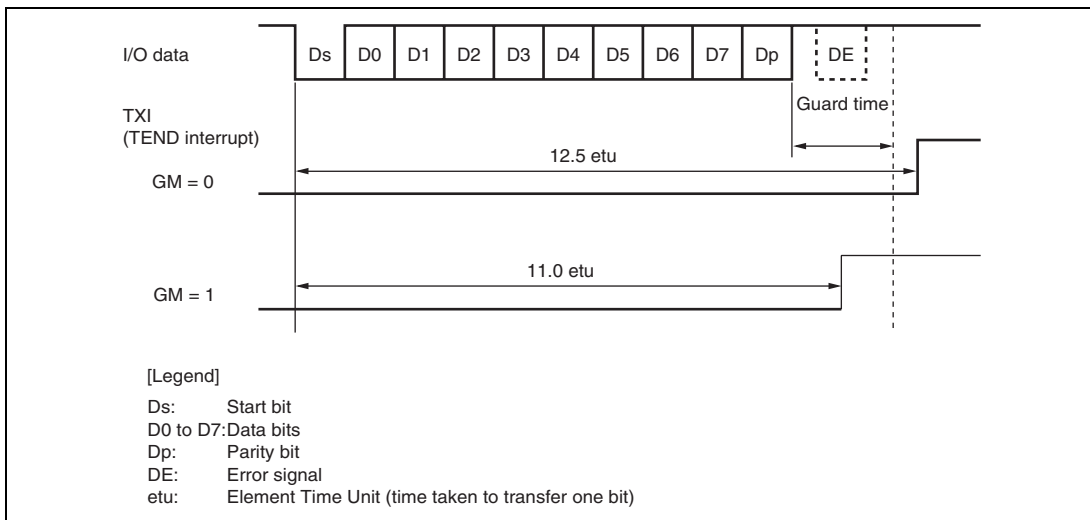 I/O data
Ds D0 D1 D2 D3 D4 D5 D6 D7 Dp DE
Guard time
TXI
(TEND interrupt)
12.5 etu
GM = 0
11.0 etu
GM = 1
[Legend]
Ds: Start bit
D0 to D7: Data bits
Dp: Parity bit
DE: Error signal
etu: Element Time Unit (time taken to transfer one bit)